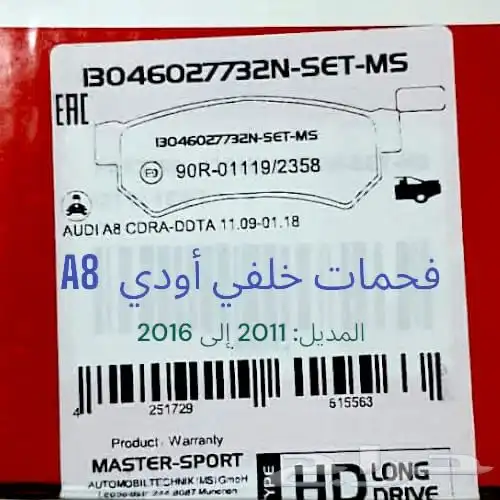 13046027732N-SET-MS
EAC
13046027732N-SET-MS
90R-01119/2358
AUDI A8 CDRA-DDTA 11.09-01.18
فحمات خلفي أودي A8
المديل: 2011 إلى 2016
4 251729 615563
Product Warranty
MASTER-SPORT
AUTOMOBILTECHNIK (MS) GmbH
München
TYPE
HD LONG
DRIVE